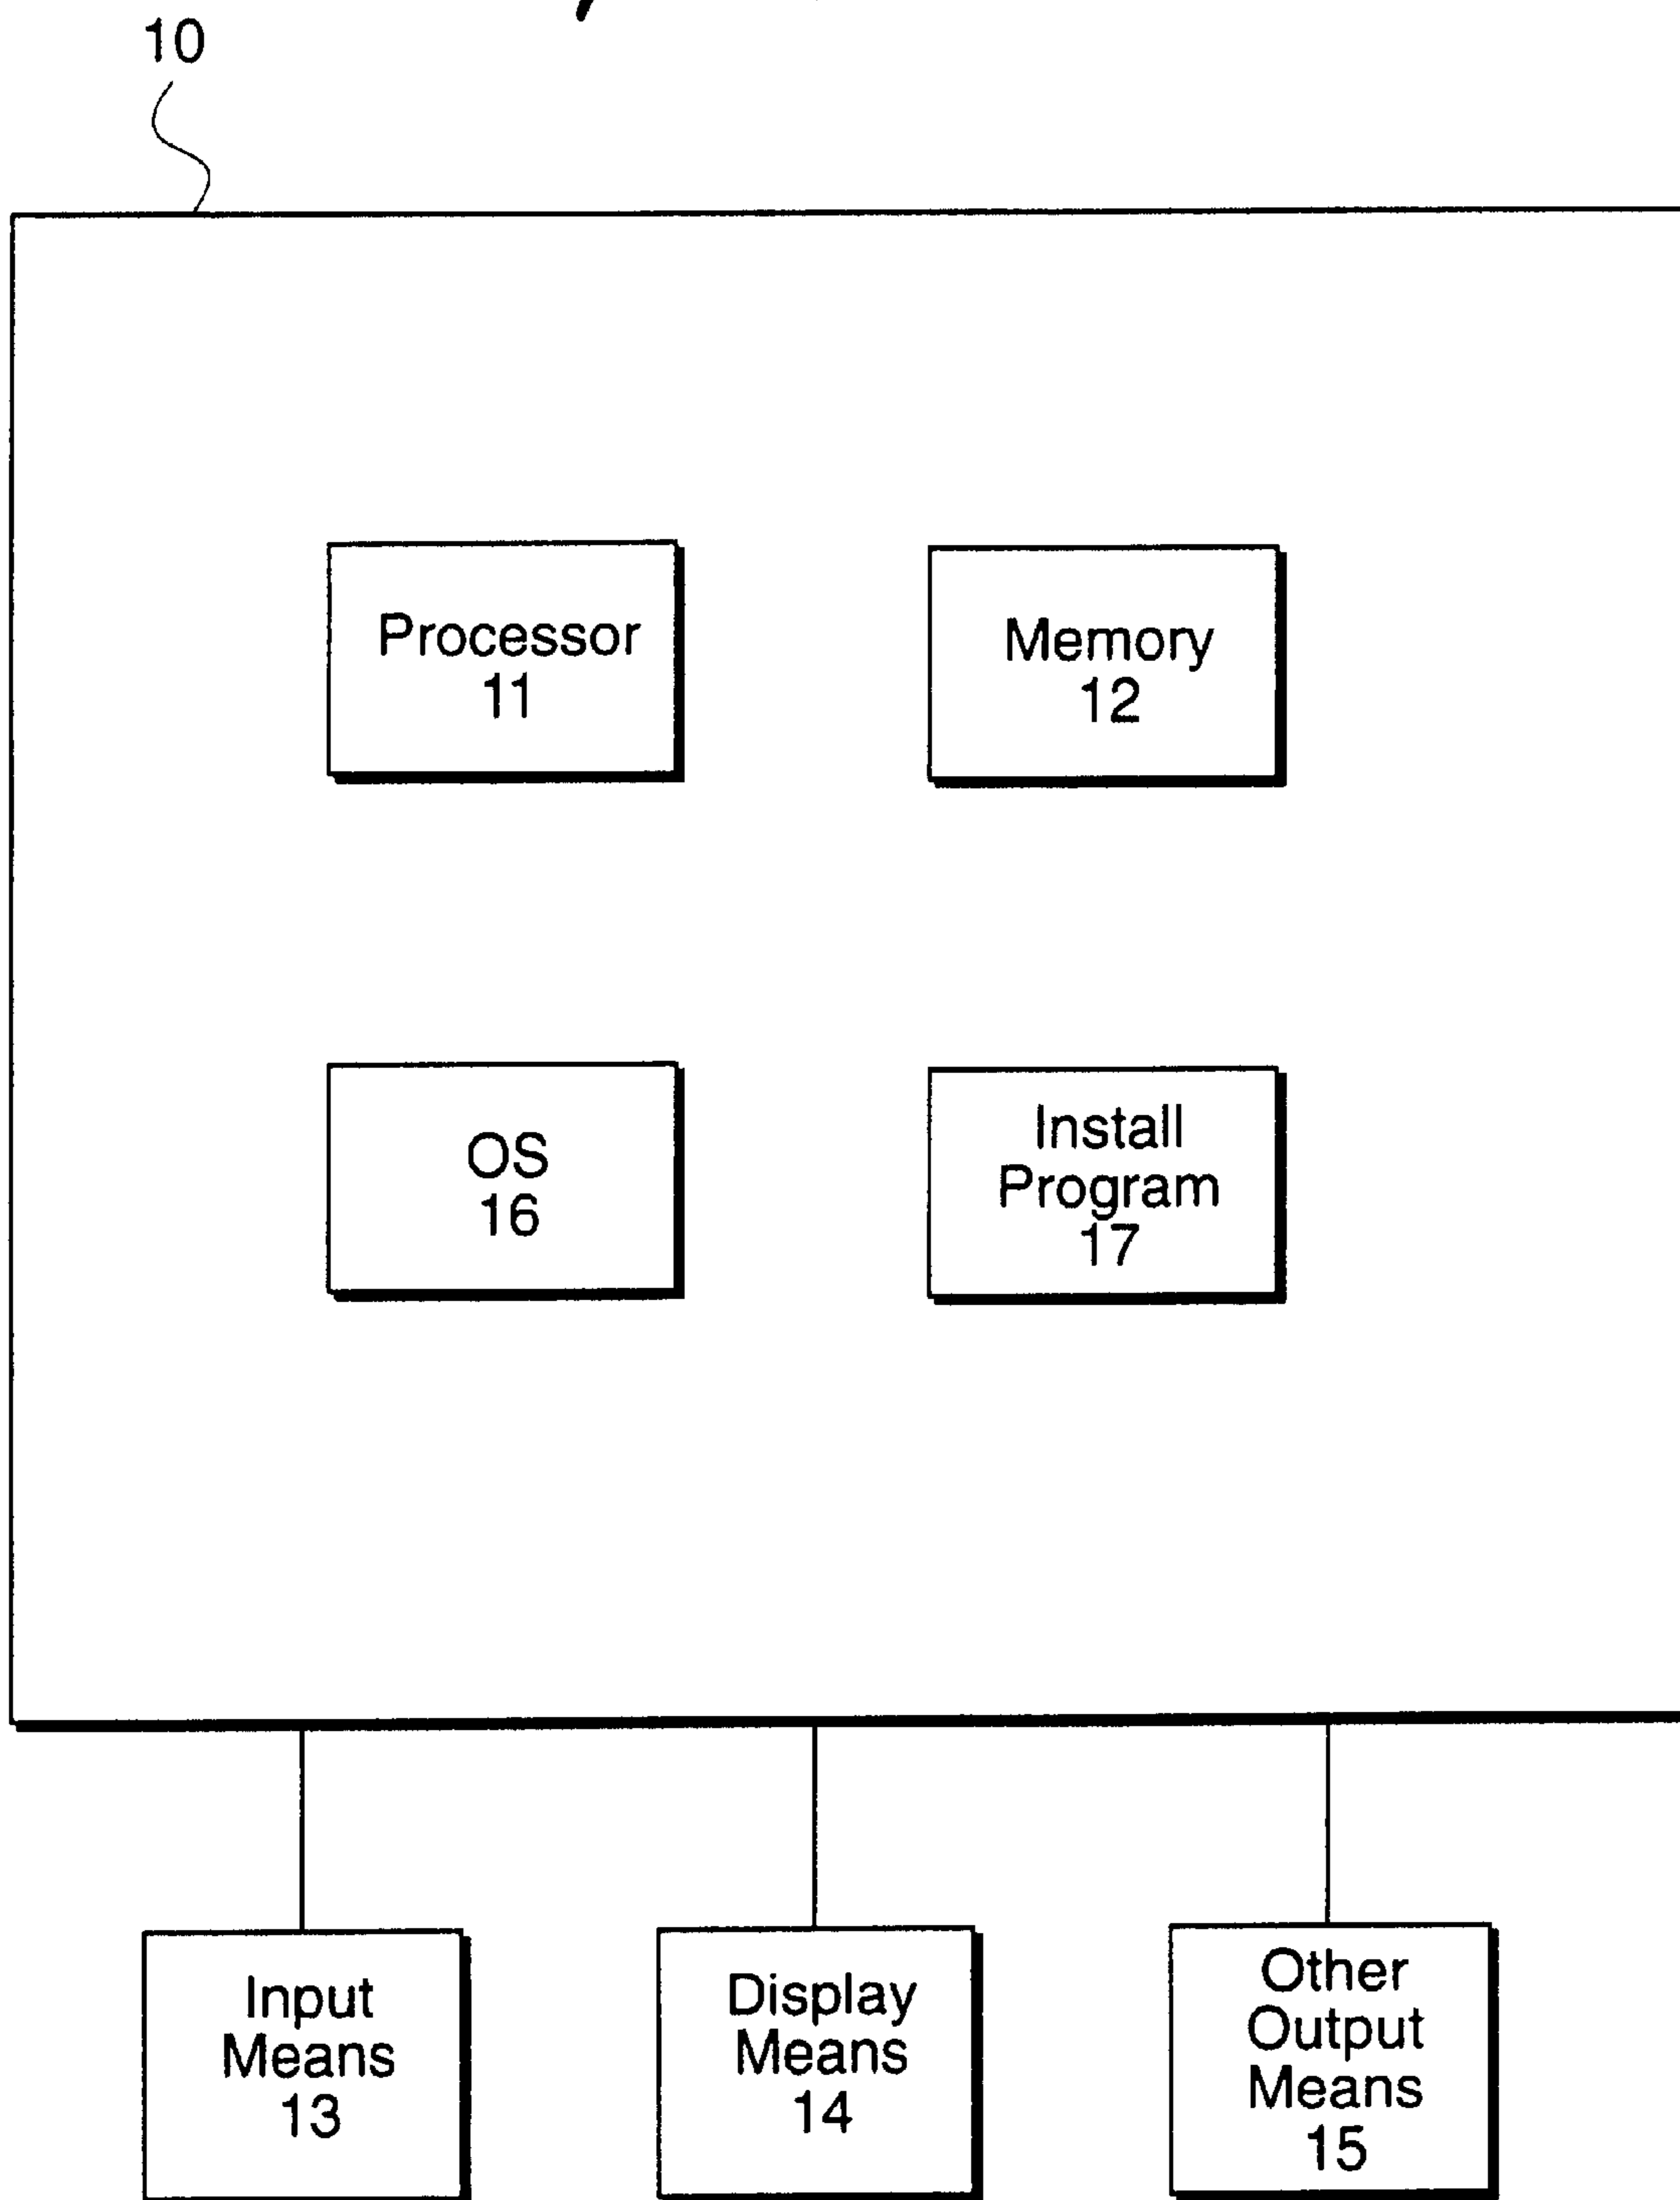 10
Processor
11
Memory
12
OS
16
Install
Program
17
Input
Means
13
Display
Means
14
Other
Output
Means
15